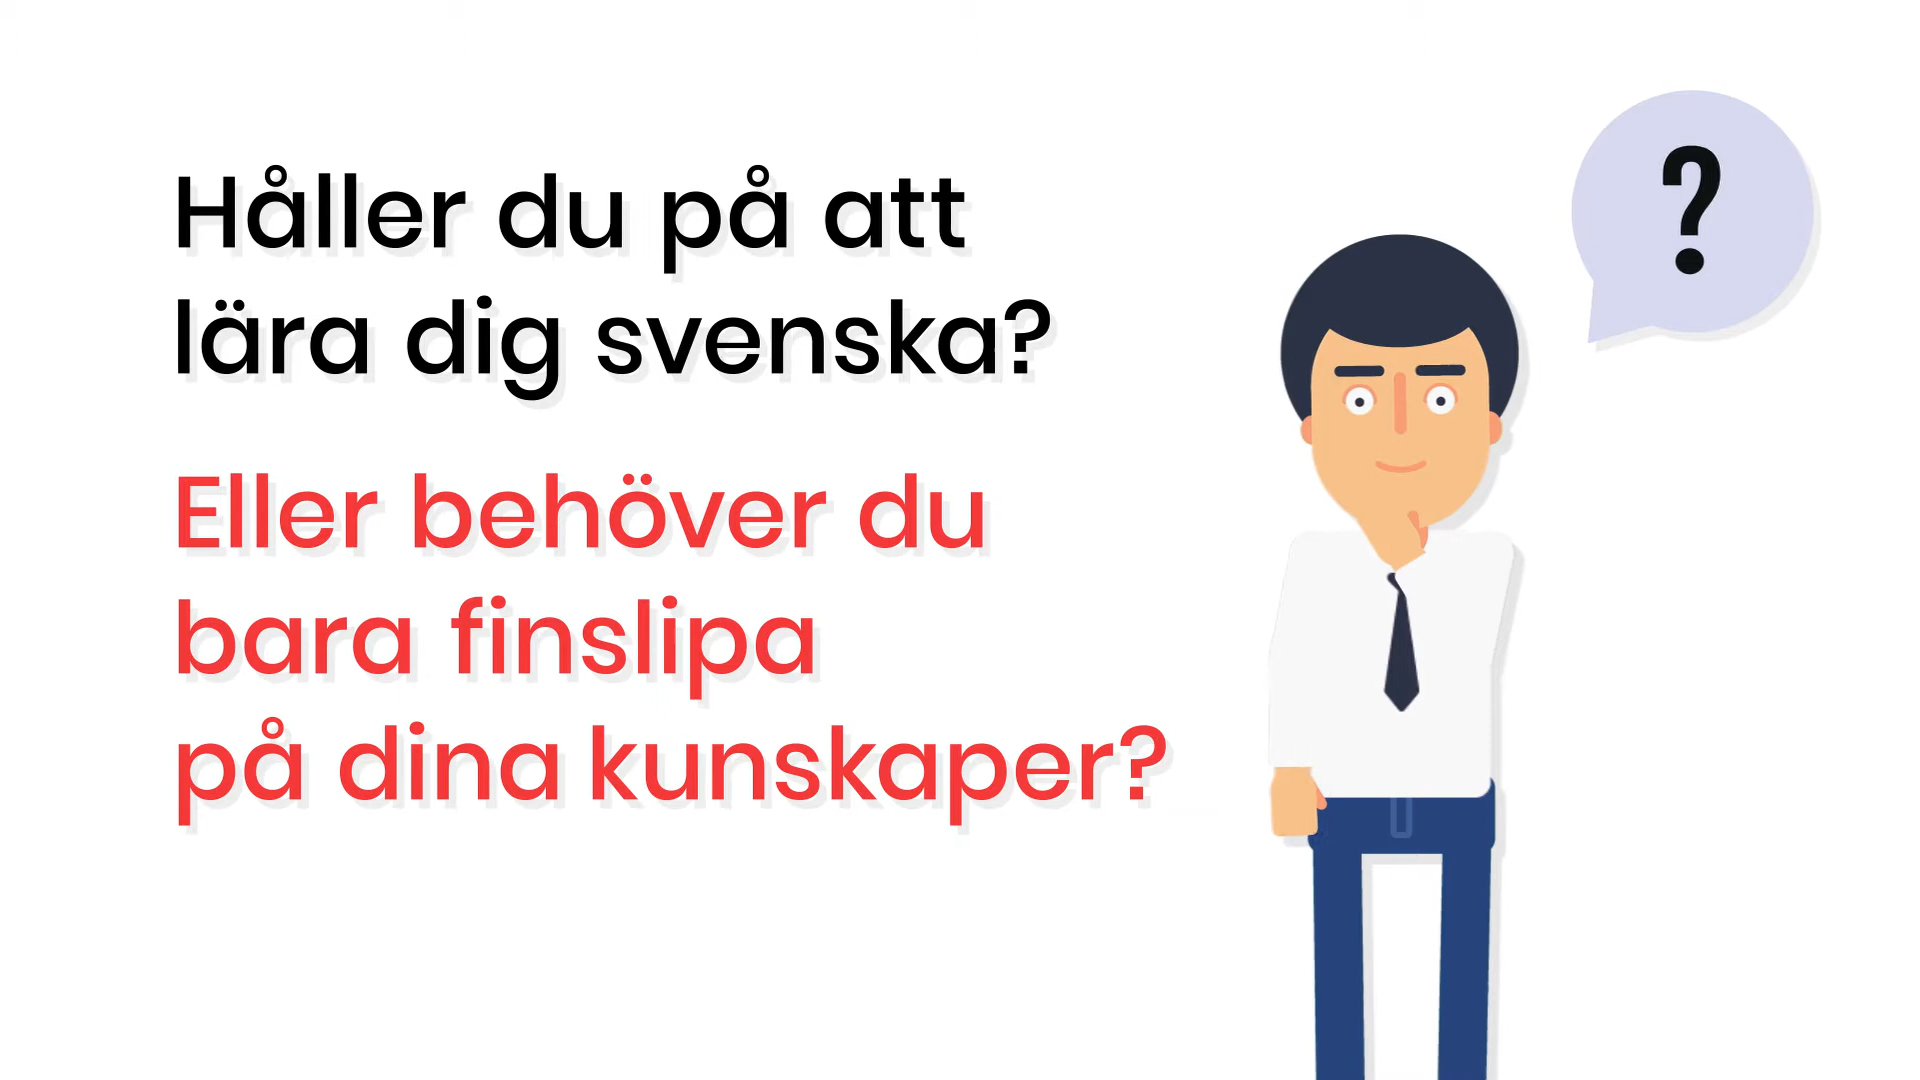 Håller du på att
lära dig svenska?
Eller behöver du
bara finslipa
på dina kunskaper?
?